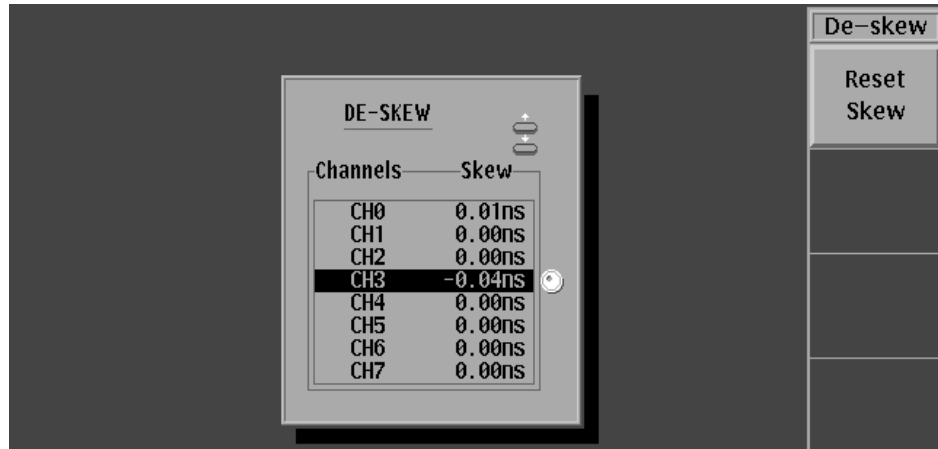 De-skew
Reset
Skew
DE-SKEW
Channels Skew
CH0 0.01ns
CH1 0.00ns
CH2 0.00ns
CH3 -0.04ns
CH4 0.00ns
CH5 0.00ns
CH6 0.00ns
CH7 0.00ns